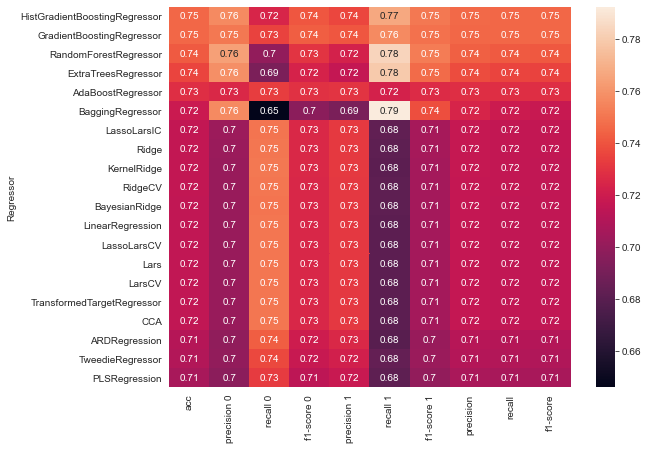 HistGradientBoostingRegressor 0.75 0.76 0.72 0.74 0.74 0.77 0.75 0.75 0.75 0.75
GradientBoostingRegressor 0.75 0.75 0.73 0.74 0.74 0.76 0.75 0.75 0.75 0.75
RandomForestRegressor 0.74 0.76 0.7 0.73 0.72 0.78 0.75 0.74 0.74 0.74
ExtraTreesRegressor 0.74 0.76 0.69 0.72 0.72 0.78 0.75 0.74 0.74 0.74
AdaBoostRegressor 0.73 0.73 0.73 0.73 0.73 0.72 0.73 0.73 0.73 0.73
BaggingRegressor 0.72 0.76 0.65 0.7 0.69 0.79 0.74 0.72 0.72 0.72
LassoLarsIC 0.72 0.7 0.75 0.73 0.73 0.68 0.71 0.72 0.72 0.72
Ridge 0.72 0.7 0.75 0.73 0.73 0.68 0.71 0.72 0.72 0.72
KernelRidge 0.72 0.7 0.75 0.73 0.73 0.68 0.71 0.72 0.72 0.72
RidgeCV 0.72 0.7 0.75 0.73 0.73 0.68 0.71 0.72 0.72 0.72
BayesianRidge 0.72 0.7 0.75 0.73 0.73 0.68 0.71 0.72 0.72 0.72
LinearRegression 0.72 0.7 0.75 0.73 0.73 0.68 0.71 0.72 0.72 0.72
LassoLarsCV 0.72 0.7 0.75 0.73 0.73 0.68 0.71 0.72 0.72 0.72
Lars 0.72 0.7 0.75 0.73 0.73 0.68 0.71 0.72 0.72 0.72
LarsCV 0.72 0.7 0.75 0.73 0.73 0.68 0.71 0.72 0.72 0.72
TransformedTargetRegressor 0.72 0.7 0.75 0.73 0.73 0.68 0.71 0.72 0.72 0.72
CCA 0.72 0.7 0.75 0.73 0.73 0.68 0.71 0.72 0.72 0.72
ARDRegression 0.71 0.7 0.74 0.72 0.73 0.68 0.7 0.71 0.71 0.71
TweedieRegressor 0.71 0.7 0.74 0.72 0.72 0.68 0.7 0.71 0.71 0.71
PLSRegression 0.71 0.7 0.73 0.71 0.72 0.68 0.7 0.71 0.71 0.71
Regressor
acc
precision 0
recall 0
f1-score 0
precision 1
recall 1
f1-score 1
precision
recall
f1-score
0.78
0.76
0.74
0.72
0.70
0.68
0.66